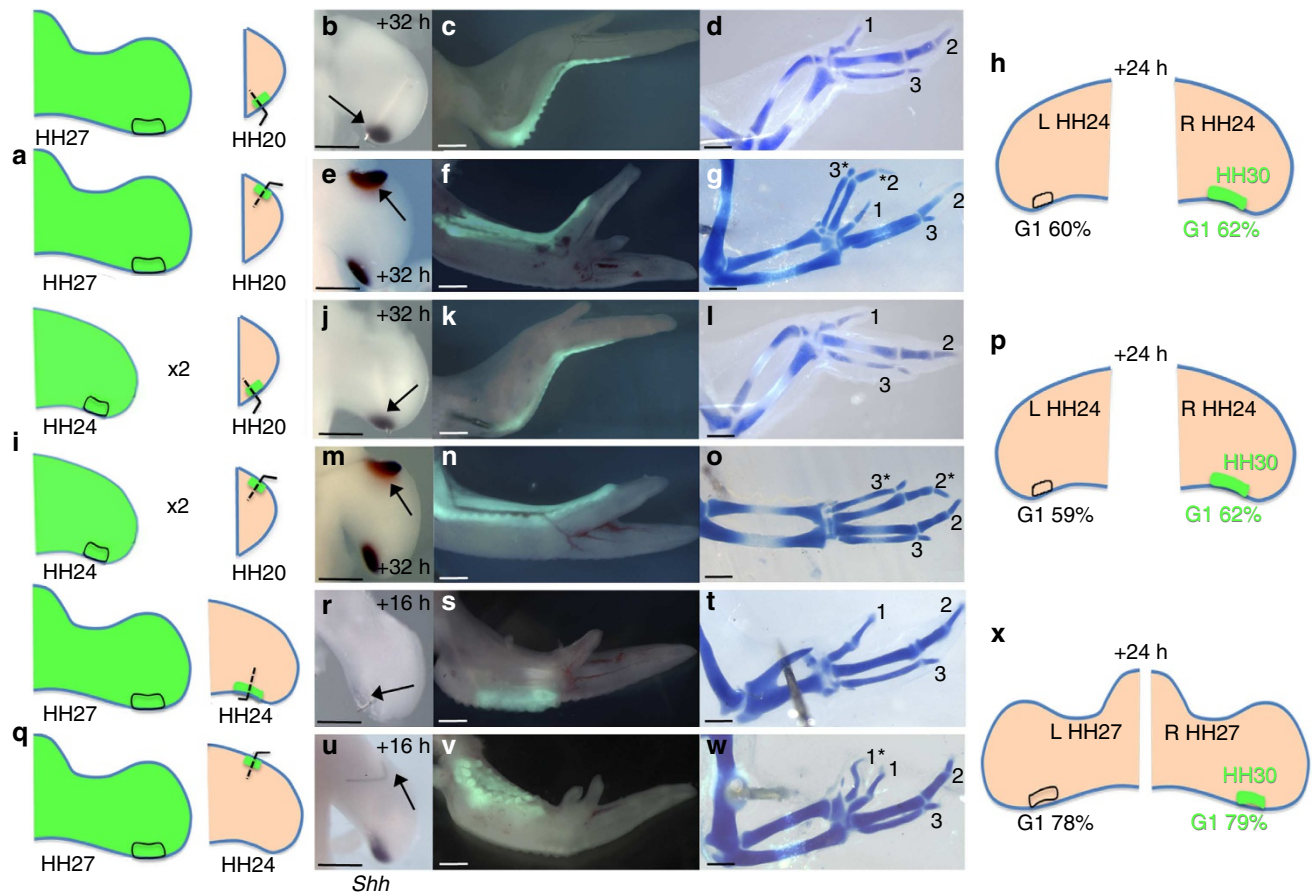 a
HH27
HH20
HH27
HH20
b
+32 h
c
d
1
2
3
e
+32 h
f
g
3*
*2
1
2
3
h
+24 h
L HH24
R HH24
HH30
G1 60%
G1 62%
i
HH24
x2
HH20
HH24
x2
HH20
j
+32 h
k
l
1
2
3
m
+32 h
n
o
3*
2*
2
3
p
+24 h
L HH24
R HH24
HH30
G1 59%
G1 62%
q
HH27
HH24
HH27
HH24
r
+16 h
s
t
1
2
3
u
+16 h
v
w
1*
1
2
3
Shh
x
+24 h
L HH27
R HH27
HH30
G1 78%
G1 79%